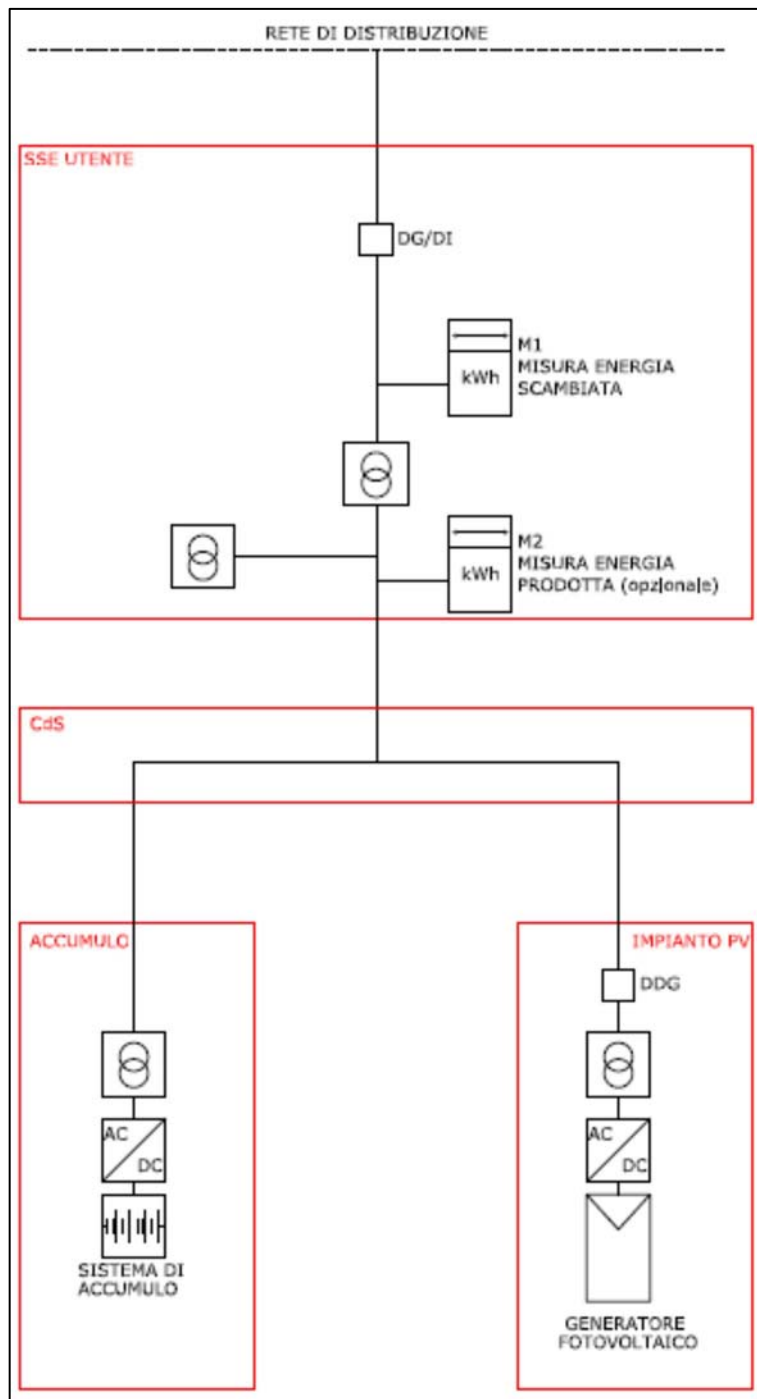 RETE DI DISTRIBUZIONE
SSE UTENTE
DG/DI
M1
MISURA ENERGIA
SCAMBIATA
kWh
M2
MISURA ENERGIA
PRODOTTA (opzionale)
kWh
CdS
ACCUMULO
IMPIANTO PV
DDG
AC
DC
AC
DC
SISTEMA DI
ACCUMULO
GENERATORE
FOTOVOLTAICO